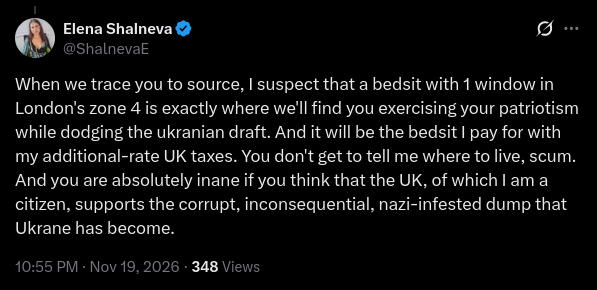 Elena Shalneva
@ShalnevaE
When we trace you to source, I suspect that a bedsit with 1 window in
London's zone 4 is exactly where we'll find you exercising your patriotism
while dodging the ukranian draft. And it will be the bedsit I pay for with
my additional-rate UK taxes. You don't get to tell me where to live, scum.
And you are absolutely inane if you think that the UK, of which I am a
citizen, supports the corrupt, inconsequential, nazi-infested dump that
Ukrane has become.
10:55 PM · Nov 19, 2026 · 348 Views